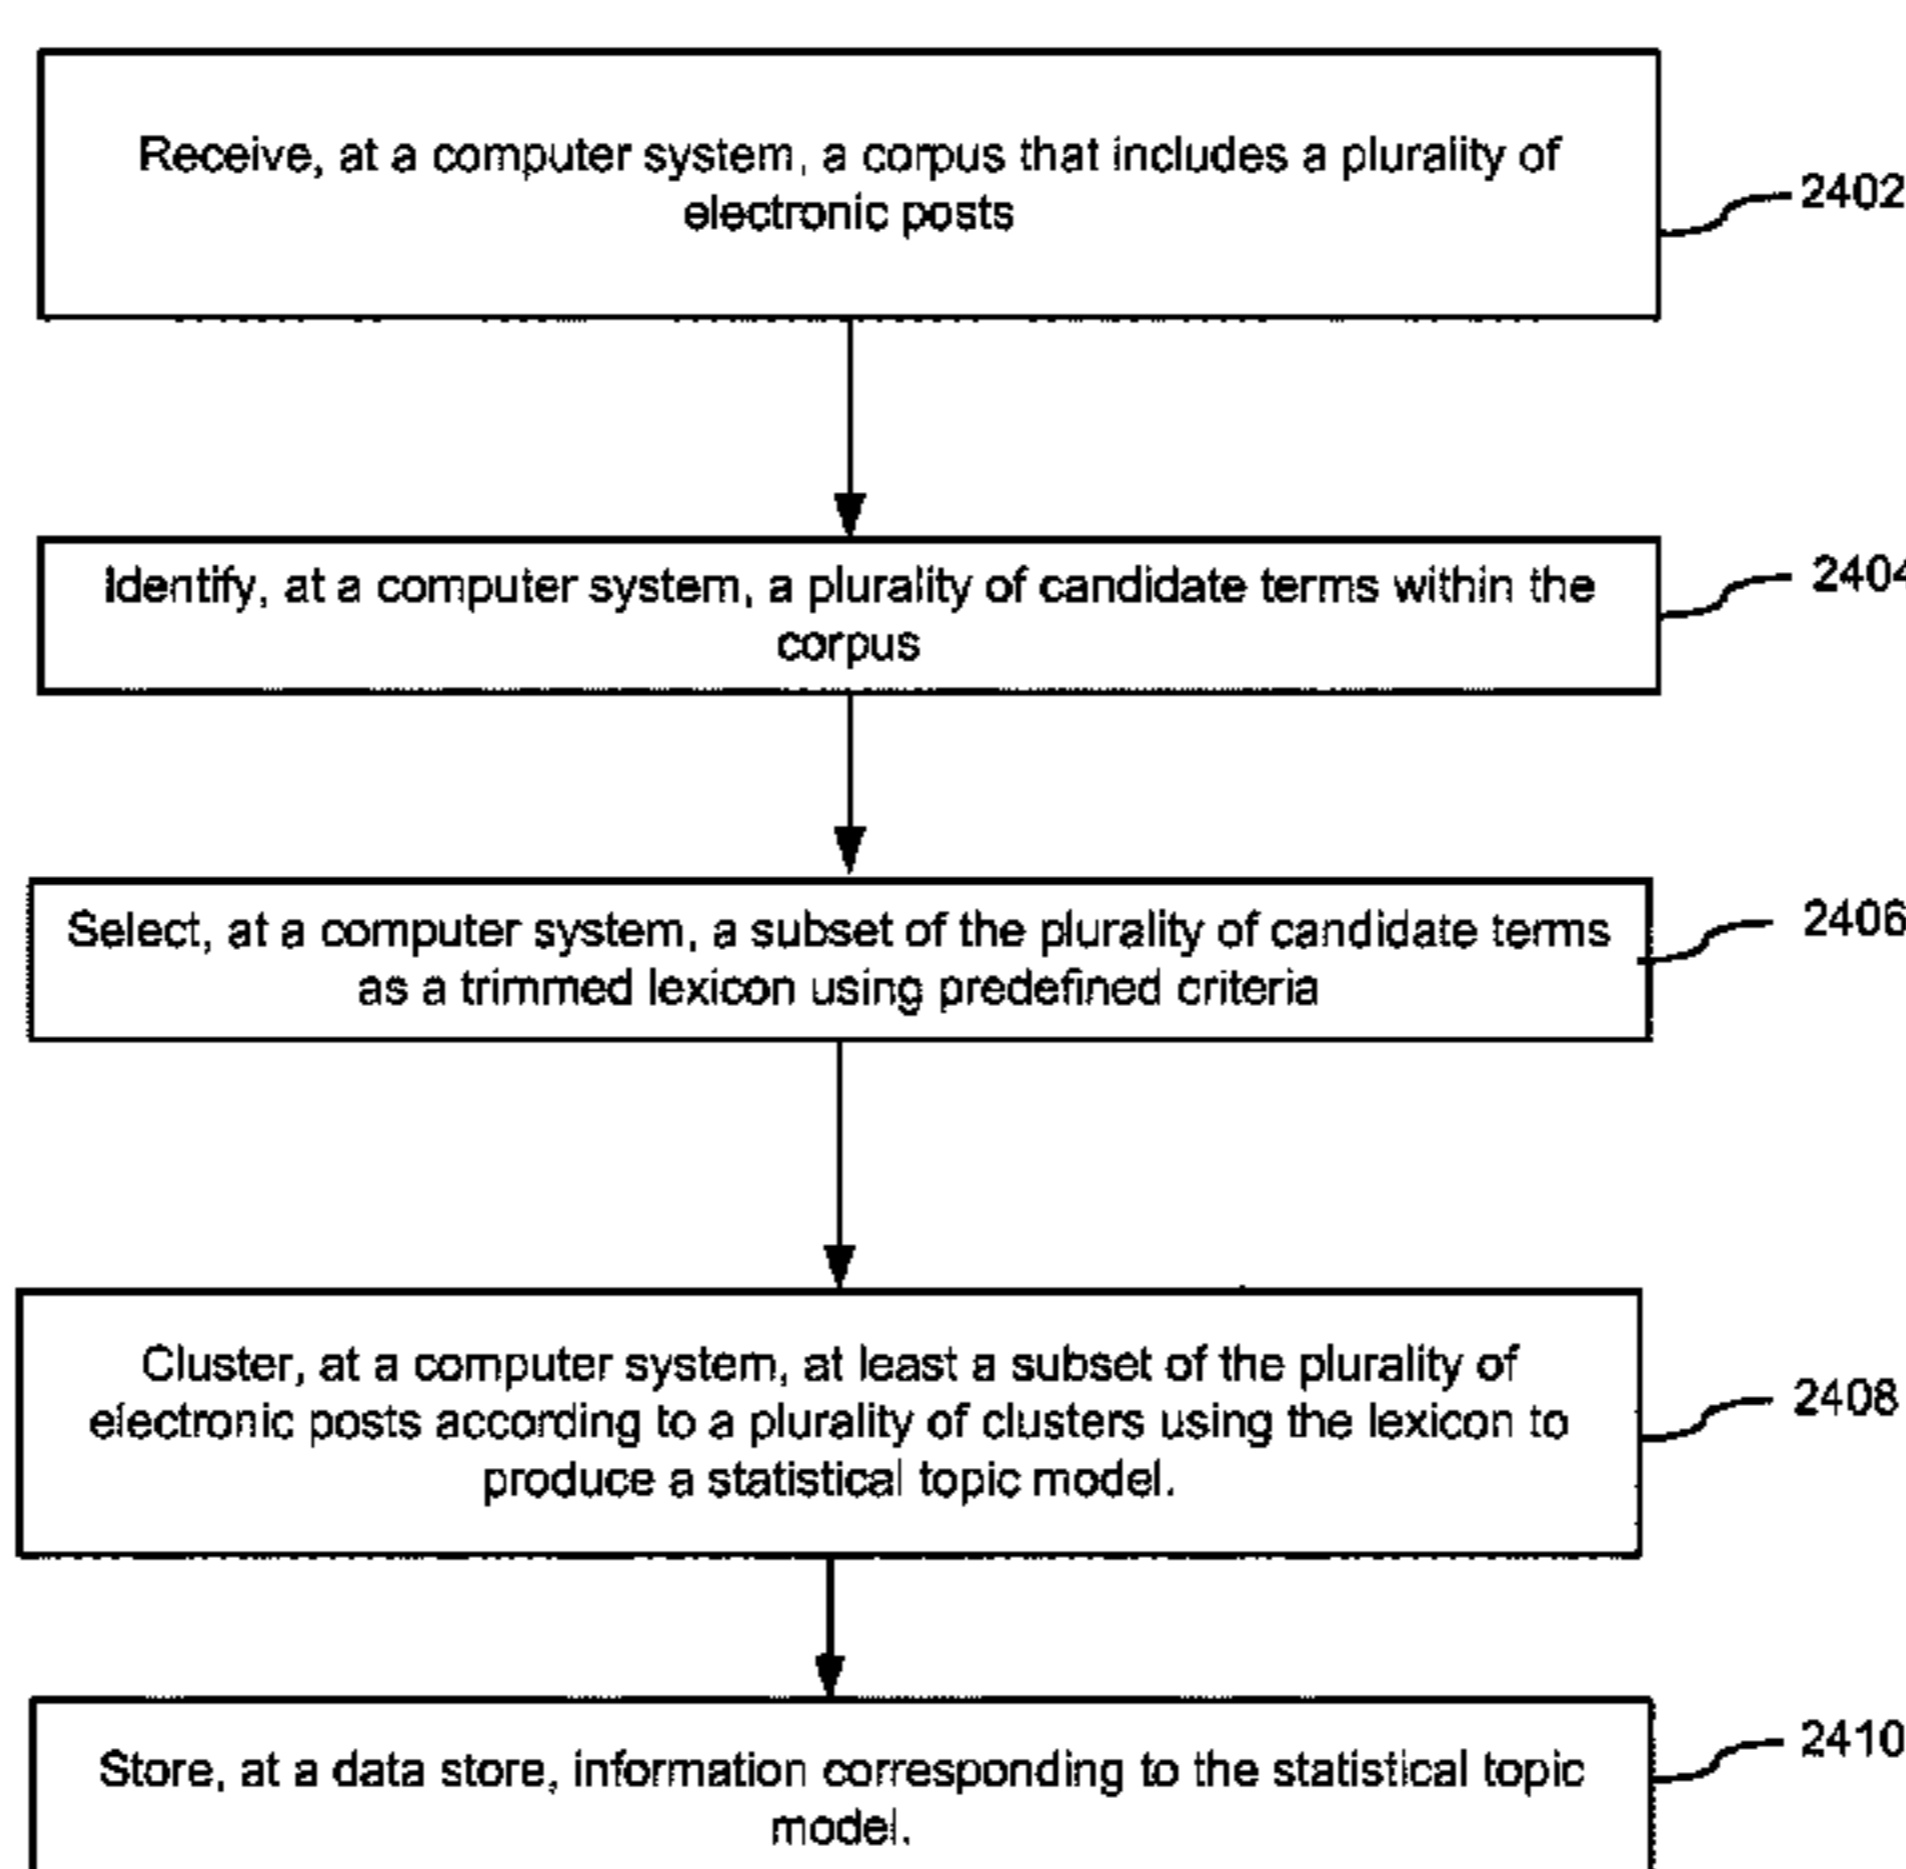 Receive, at a computer system, a corpus that includes a plurality of
electronic posts
2402
Identify, at a computer system, a plurality of candidate terms within the
corpus
2404
Select, at a computer system, a subset of the plurality of candidate terms
as a trimmed lexicon using predefined criteria
2406
Cluster, at a computer system, at least a subset of the plurality of
electronic posts according to a plurality of clusters using the lexicon to
produce a statistical topic model.
2408
Store, at a data store, information corresponding to the statistical topic
model.
2410